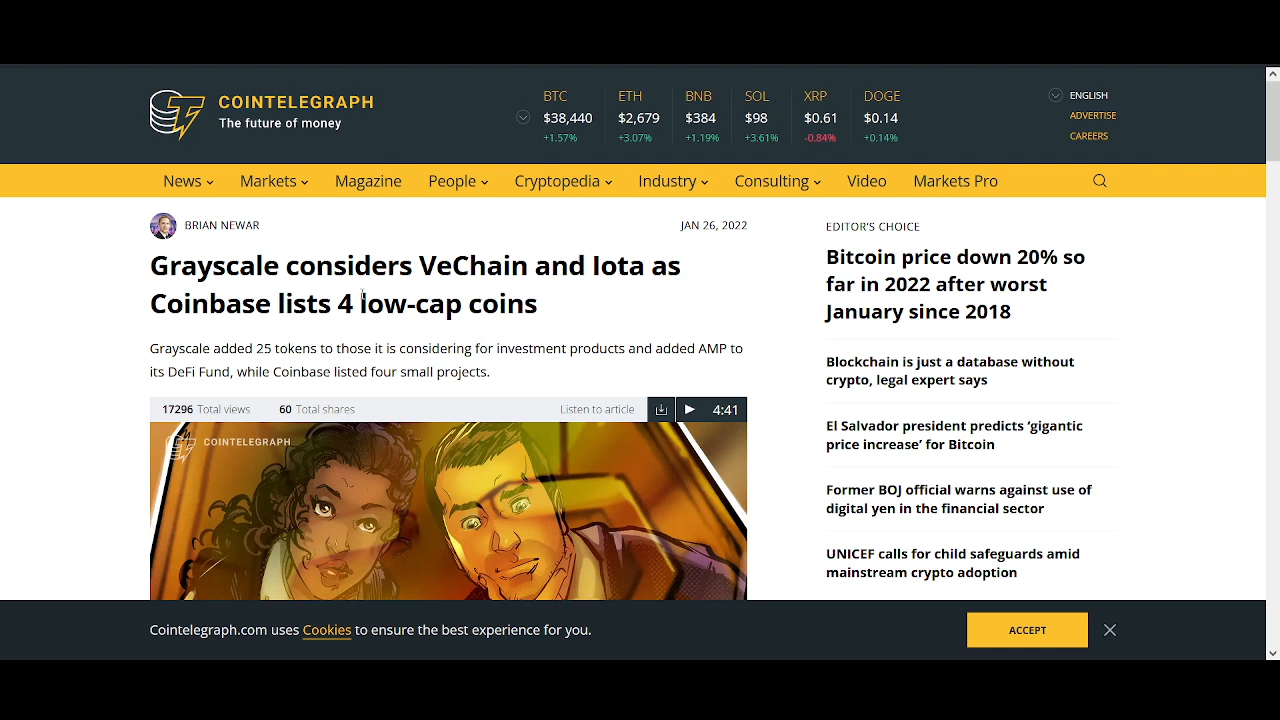 COINTELEGRAPH
The future of money
BTC
$38,440
+1.57%
ETH
$2,679
+3.07%
BNB
$384
+1.19%
SOL
$98
+3.61%
XRP
$0.61
-0.84%
DOGE
$0.14
+0.14%
ENGLISH
ADVERTISE
CAREERS
News
Markets
Magazine
People
Cryptopedia
Industry
Consulting
Video
Markets Pro
BRIAN NEWAR
JAN 26, 2022
Grayscale considers VeChain and Iota as
Coinbase lists 4 low-cap coins
Grayscale added 25 tokens to those it is considering for investment products and added AMP to
its DeFi Fund, while Coinbase listed four small projects.
17296 Total views
60 Total shares
Listen to article
4:41
COINTELEGRAPH
EDITOR'S CHOICE
Bitcoin price down 20% so
far in 2022 after worst
January since 2018
Blockchain is just a database without
crypto, legal expert says
El Salvador president predicts ‘gigantic
price increase’ for Bitcoin
Former BOJ official warns against use of
digital yen in the financial sector
UNICEF calls for child safeguards amid
mainstream crypto adoption
Cointelegraph.com uses Cookies to ensure the best experience for you.
ACCEPT